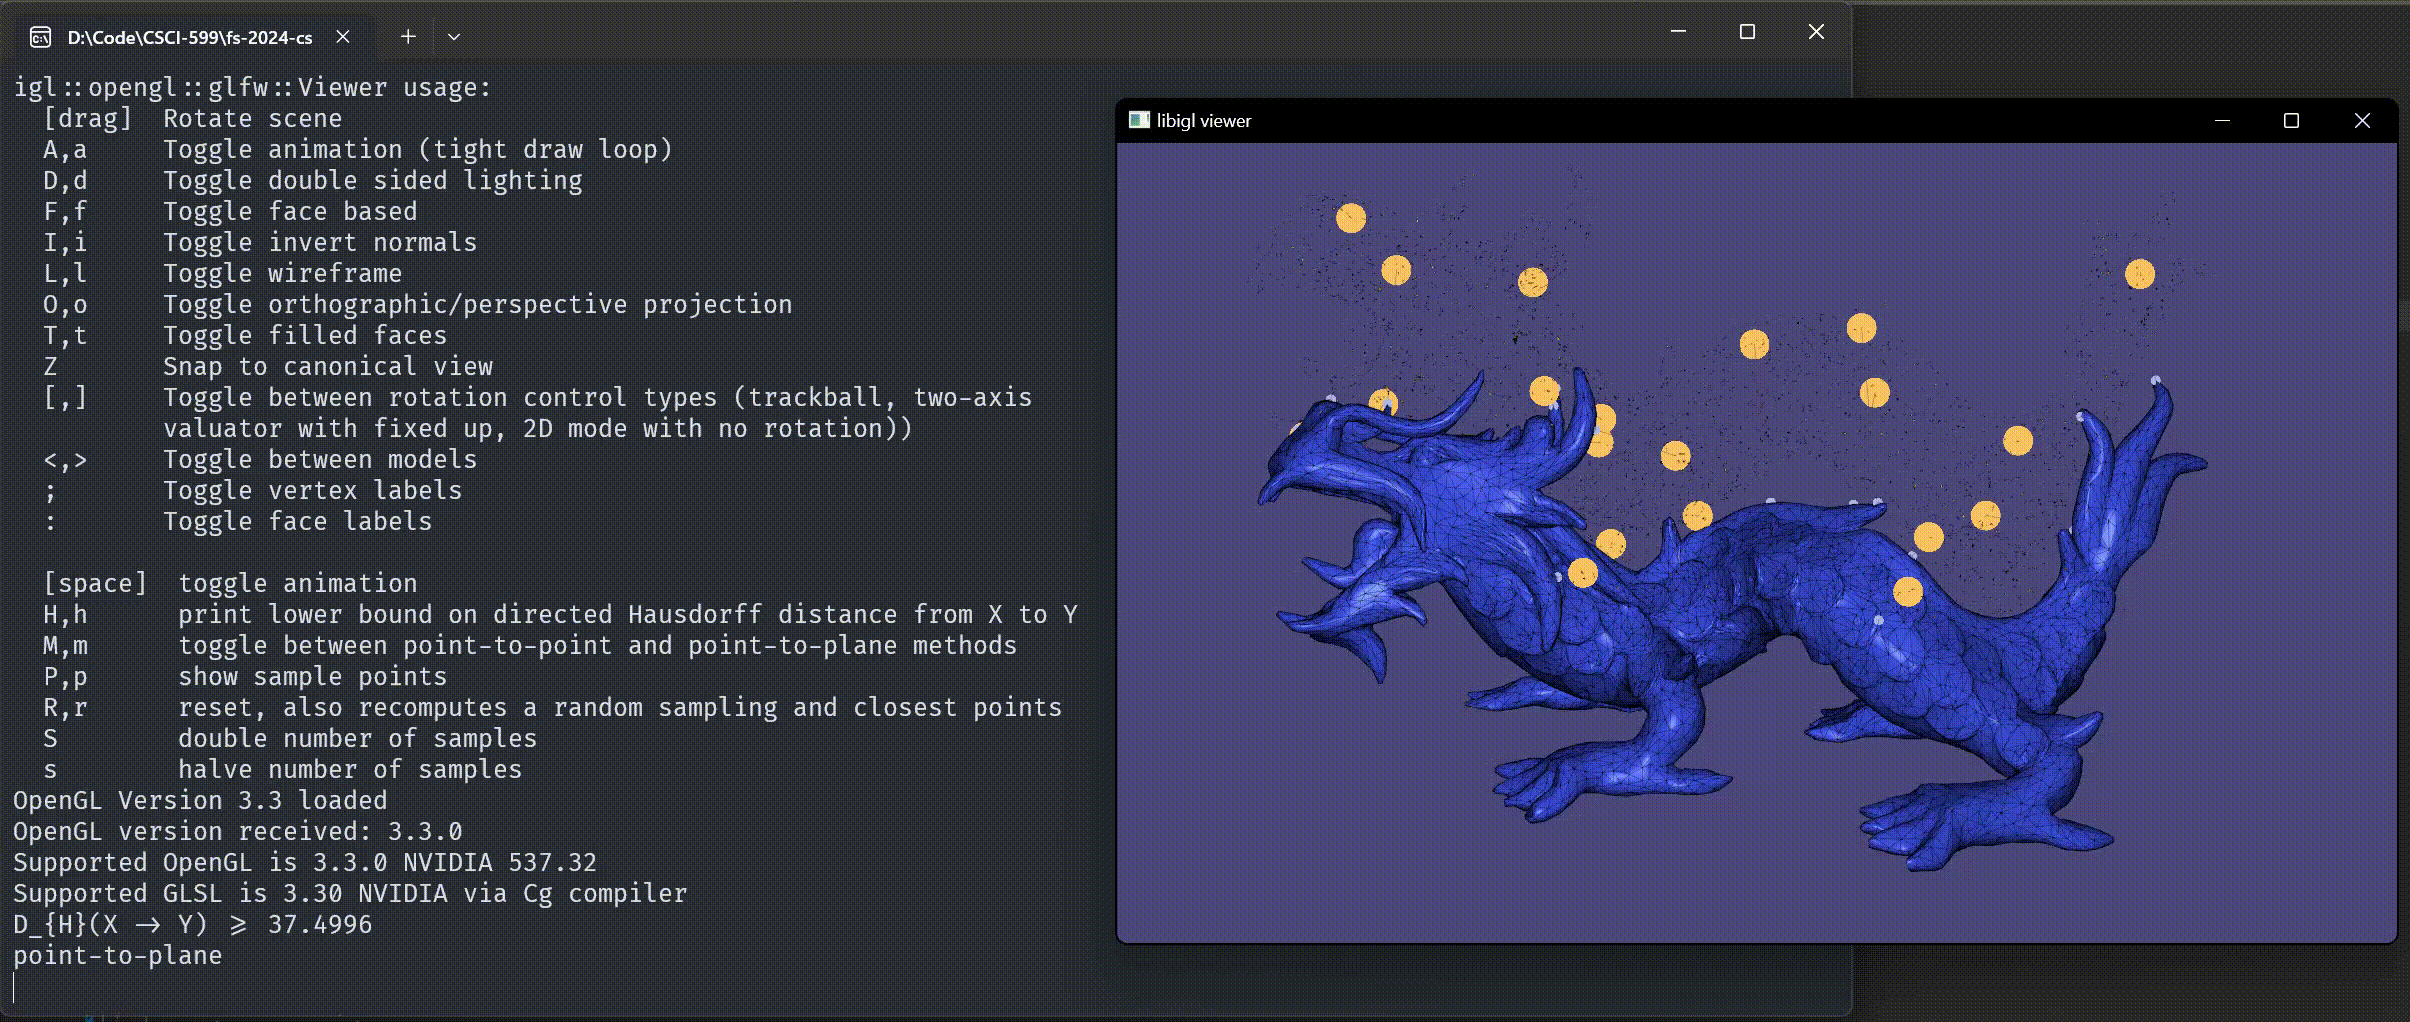 D:\Code\CSCI-599\fs-2024-cs
igl::opengl::glfw::Viewer usage:
[drag]  Rotate scene
A,a     Toggle animation (tight draw loop)
D,d     Toggle double sided lighting
F,f     Toggle face based
I,i     Toggle invert normals
L,l     Toggle wireframe
O,o     Toggle orthographic/perspective projection
T,t     Toggle filled faces
Z       Snap to canonical view
[,]     Toggle between rotation control types (trackball, two-axis
valuator with fixed up, 2D mode with no rotation))
<,>     Toggle between models
;       Toggle vertex labels
:       Toggle face labels
[space]  toggle animation
H,h      print lower bound on directed Hausdorff distance from X to Y
M,m      toggle between point-to-point and point-to-plane methods
P,p      show sample points
R,r      reset, also recomputes a random sampling and closest points
S        double number of samples
s        halve number of samples
OpenGL Version 3.3 loaded
OpenGL version received: 3.3.0
Supported OpenGL is 3.3.0 NVIDIA 537.32
Supported GLSL is 3.30 NVIDIA via Cg compiler
D_{H}(X -> Y) >= 37.4996
point-to-plane
libigl viewer